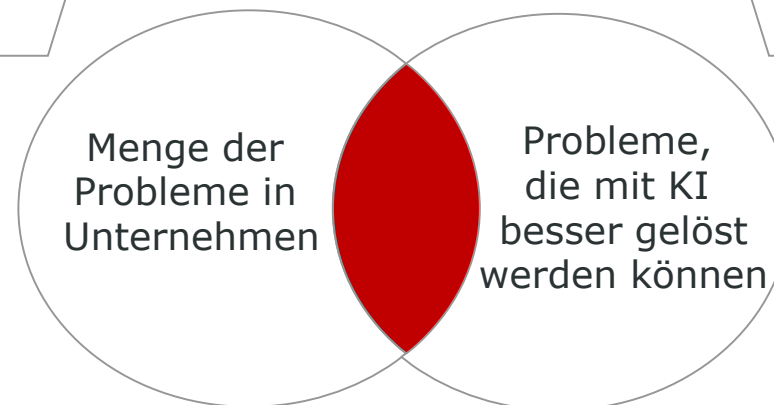 Menge der
Probleme in
Unternehmen
Probleme,
die mit KI
besser gelöst
werden können